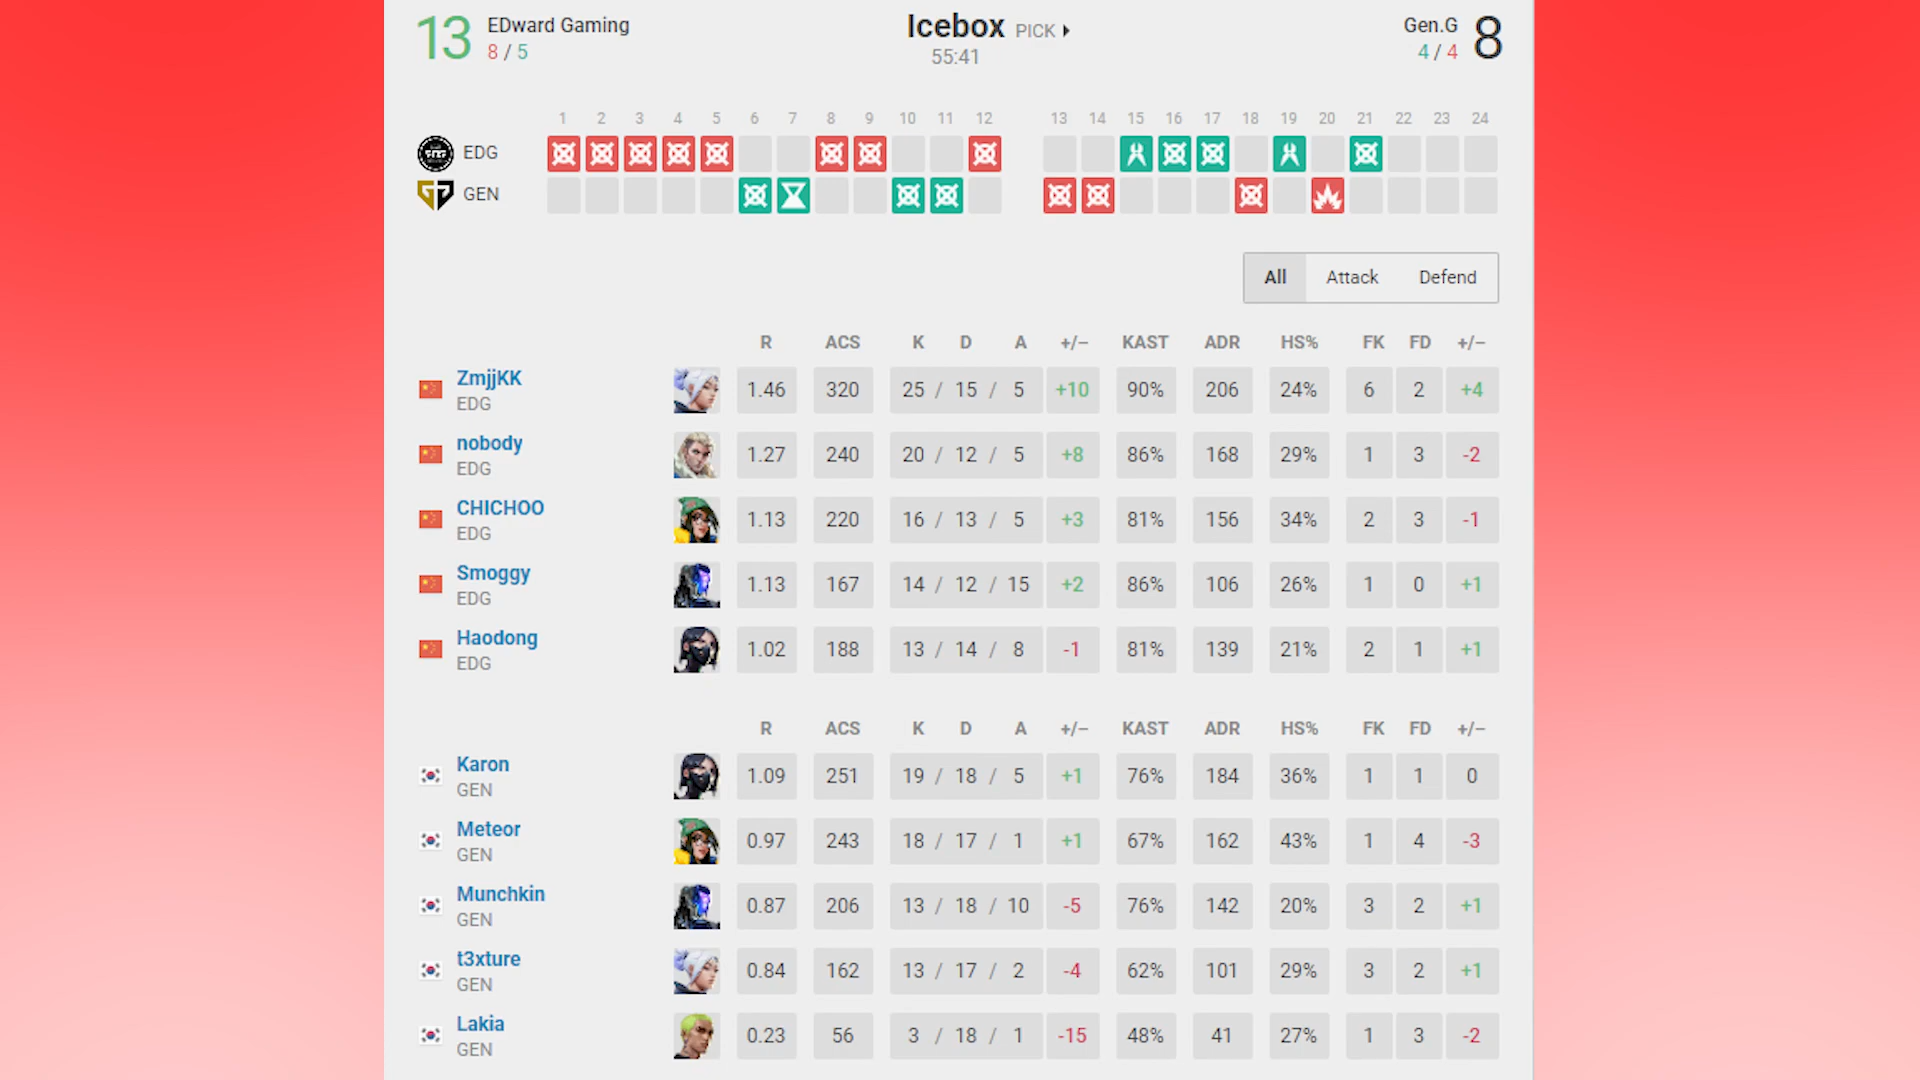 13 EDward Gaming Icebox PICK Gen.G 8
8 / 5 55:41 4 / 4
1 2 3 4 5 6 7 8 9 10 11 12 13 14 15 16 17 18 19 20 21 22 23 24
EDG
GEN
All Attack Defend
R ACS K D A +/– KAST ADR HS% FK FD +/–
ZmjjKK
EDG
1.46 320 25 / 15 / 5 +10 90% 206 24% 6 2 +4
nobody
EDG
1.27 240 20 / 12 / 5 +8 86% 168 29% 1 3 -2
CHICHOO
EDG
1.13 220 16 / 13 / 5 +3 81% 156 34% 2 3 -1
Smoggy
EDG
1.13 167 14 / 12 / 15 +2 86% 106 26% 1 0 +1
Haodong
EDG
1.02 188 13 / 14 / 8 -1 81% 139 21% 2 1 +1
R ACS K D A +/– KAST ADR HS% FK FD +/–
Karon
GEN
1.09 251 19 / 18 / 5 +1 76% 184 36% 1 1 0
Meteor
GEN
0.97 243 18 / 17 / 1 +1 67% 162 43% 1 4 -3
Munchkin
GEN
0.87 206 13 / 18 / 10 -5 76% 142 20% 3 2 +1
t3xture
GEN
0.84 162 13 / 17 / 2 -4 62% 101 29% 3 2 +1
Lakia
GEN
0.23 56 3 / 18 / 1 -15 48% 41 27% 1 3 -2